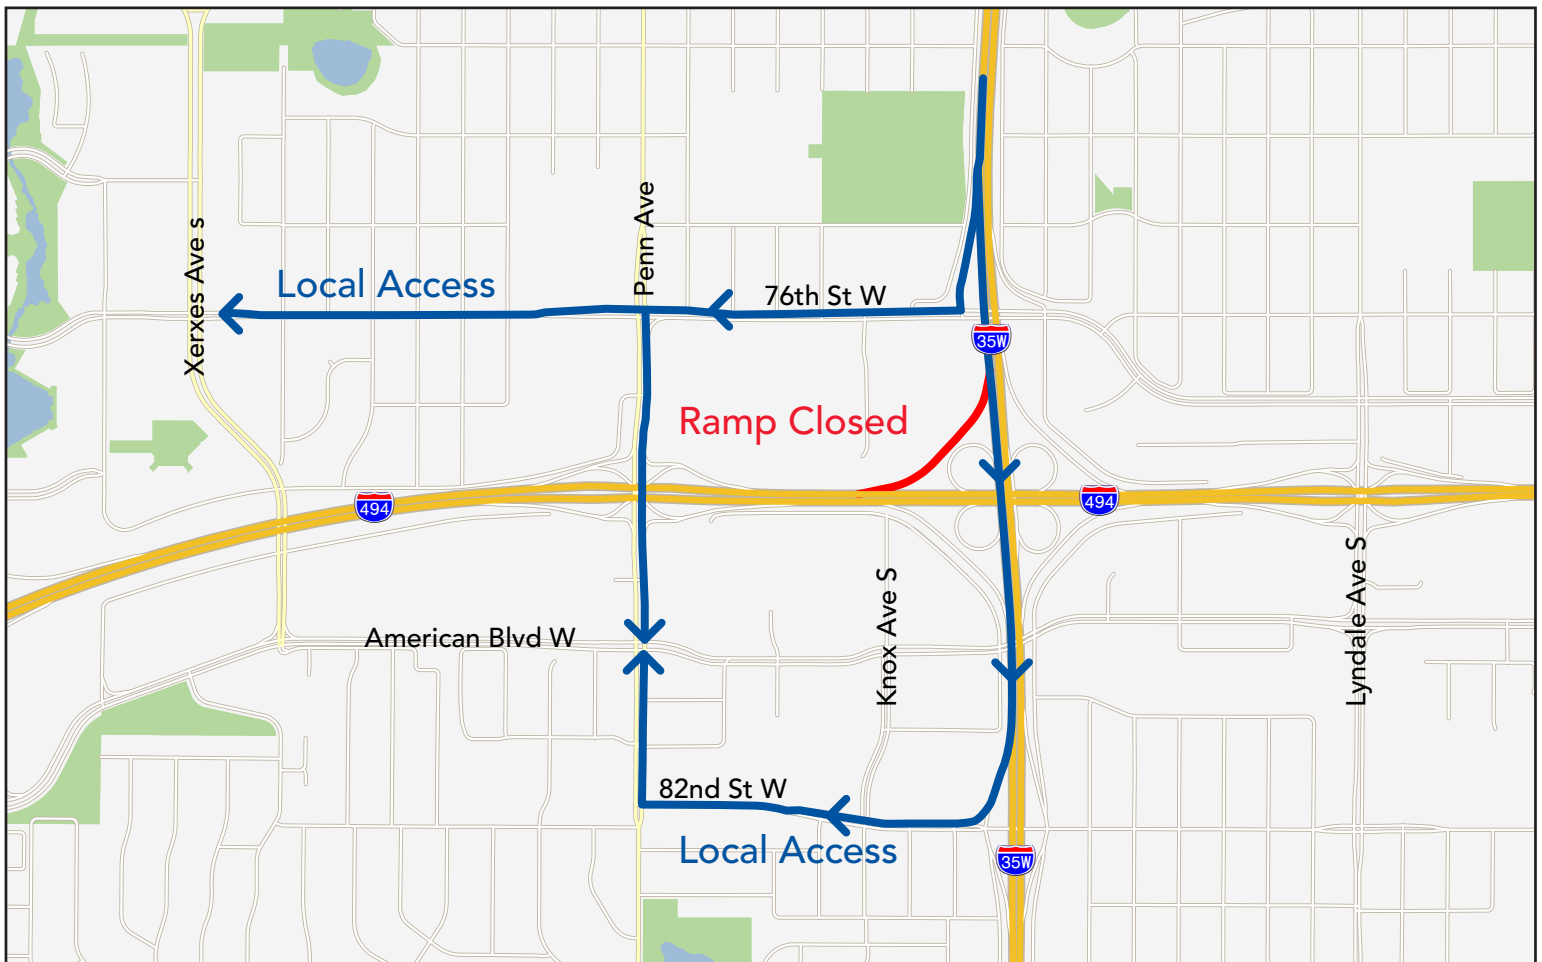 Penn Ave
Xerxes Ave s
Local Access
76th St W
35W
Ramp Closed
494
494
American Blvd W
Knox Ave S
Lyndale Ave S
82nd St W
Local Access
35W